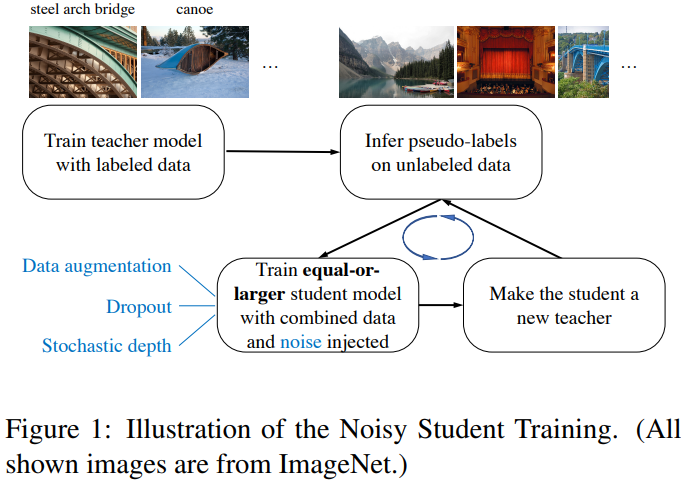 steel arch bridge
canoe
...
...
Train teacher model
with labeled data
Infer pseudo-labels
on unlabeled data
Data augmentation
Dropout
Stochastic depth
Train equal-or-
larger student model
with combined data
and noise injected
Make the student a
new teacher
Figure 1: Illustration of the Noisy Student Training. (All
shown images are from ImageNet.)